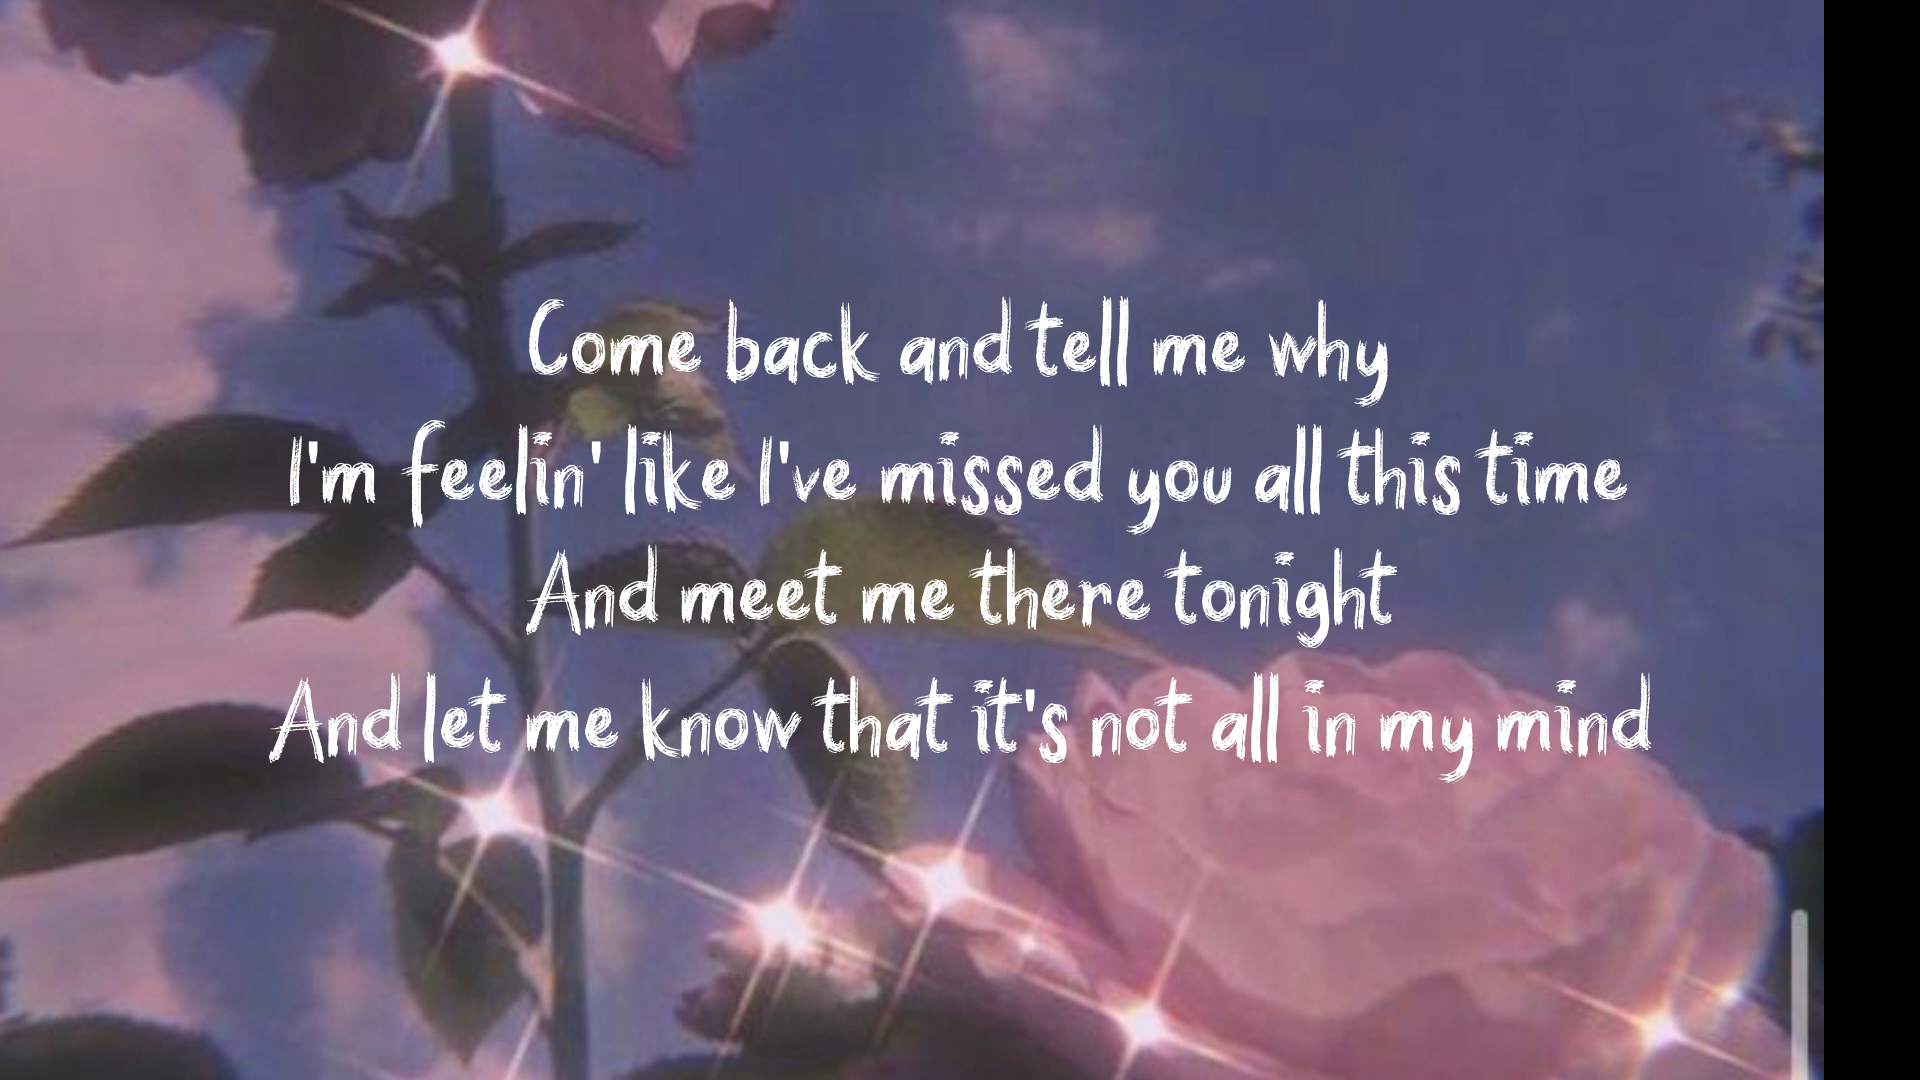 Come back and tell me why
I'm feelin' like I've missed you all this time
And meet me there tonight
And let me know that it's not all in my mind